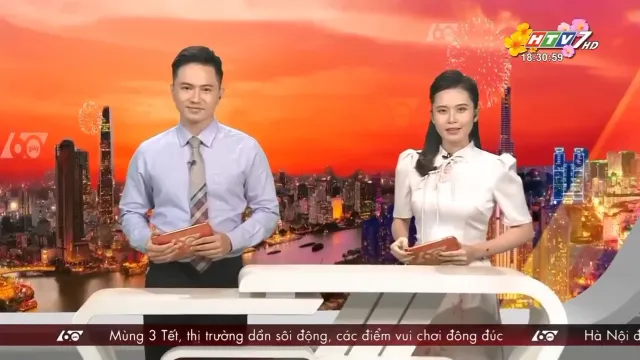 HTV7 HD
18:30:59
60
60 Mùng 3 Tết, thị trường dần sôi động, các điểm vui chơi đông đúc 60 Hà Nội đ